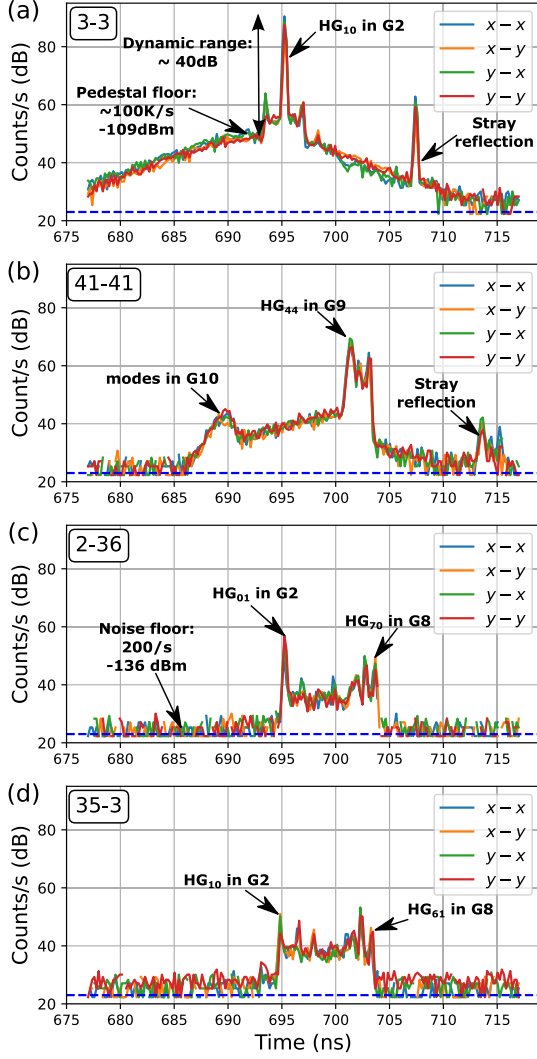 (a)
3-3
Dynamic range:
~ 40dB
HG10 in G2
Pedestal floor:
~100K/s
-109dBm
Stray
reflection
x − x
x − y
y − x
y − y
Counts/s (dB)
80
60
40
20
675 680 685 690 695 700 705 710 715
(b)
41-41
HG44 in G9
modes in G10
Stray
reflection
x − x
x − y
y − x
y − y
Count/s (dB)
80
60
40
20
675 680 685 690 695 700 705 710 715
(c)
2-36
HG01 in G2
HG70 in G8
Noise floor:
200/s
-136 dBm
x − x
x − y
y − x
y − y
Counts/s (dB)
80
60
40
20
675 680 685 690 695 700 705 710 715
(d)
35-3
HG10 in G2
HG61 in G8
x − x
x − y
y − x
y − y
Counts/s (dB)
80
60
40
20
675 680 685 690 695 700 705 710 715
Time (ns)